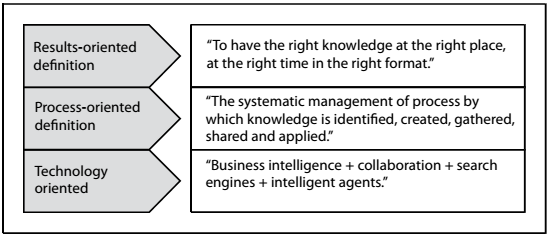 Results-oriented
definition
“To have the right knowledge at the right place,
at the right time in the right format.”
Process-oriented
definition
“The systematic management of process by
which knowledge is identified, created, gathered,
shared and applied.”
Technology
oriented
“Business intelligence + collaboration + search
engines + intelligent agents.”